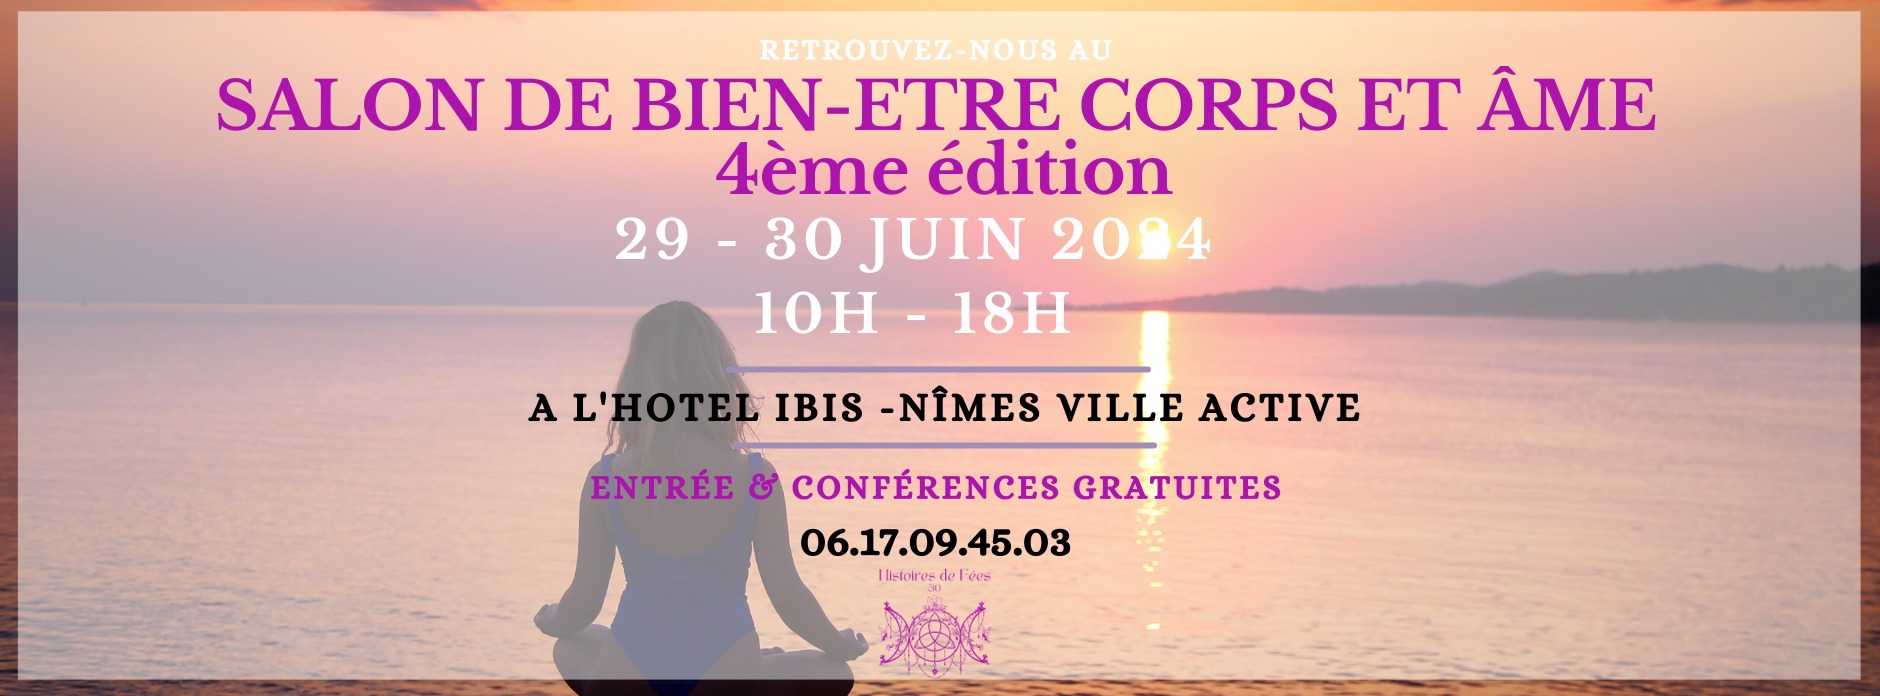 RETROUVEZ-NOUS AU
SALON DE BIEN-ETRE CORPS ET ÂME
4ème édition
29 - 30 JUIN 2024
10H - 18H
A L'HOTEL IBIS -NÎMES VILLE ACTIVE
ENTRÉE & CONFÉRENCES GRATUITES
06.17.09.45.03
Histoires de Fées
30